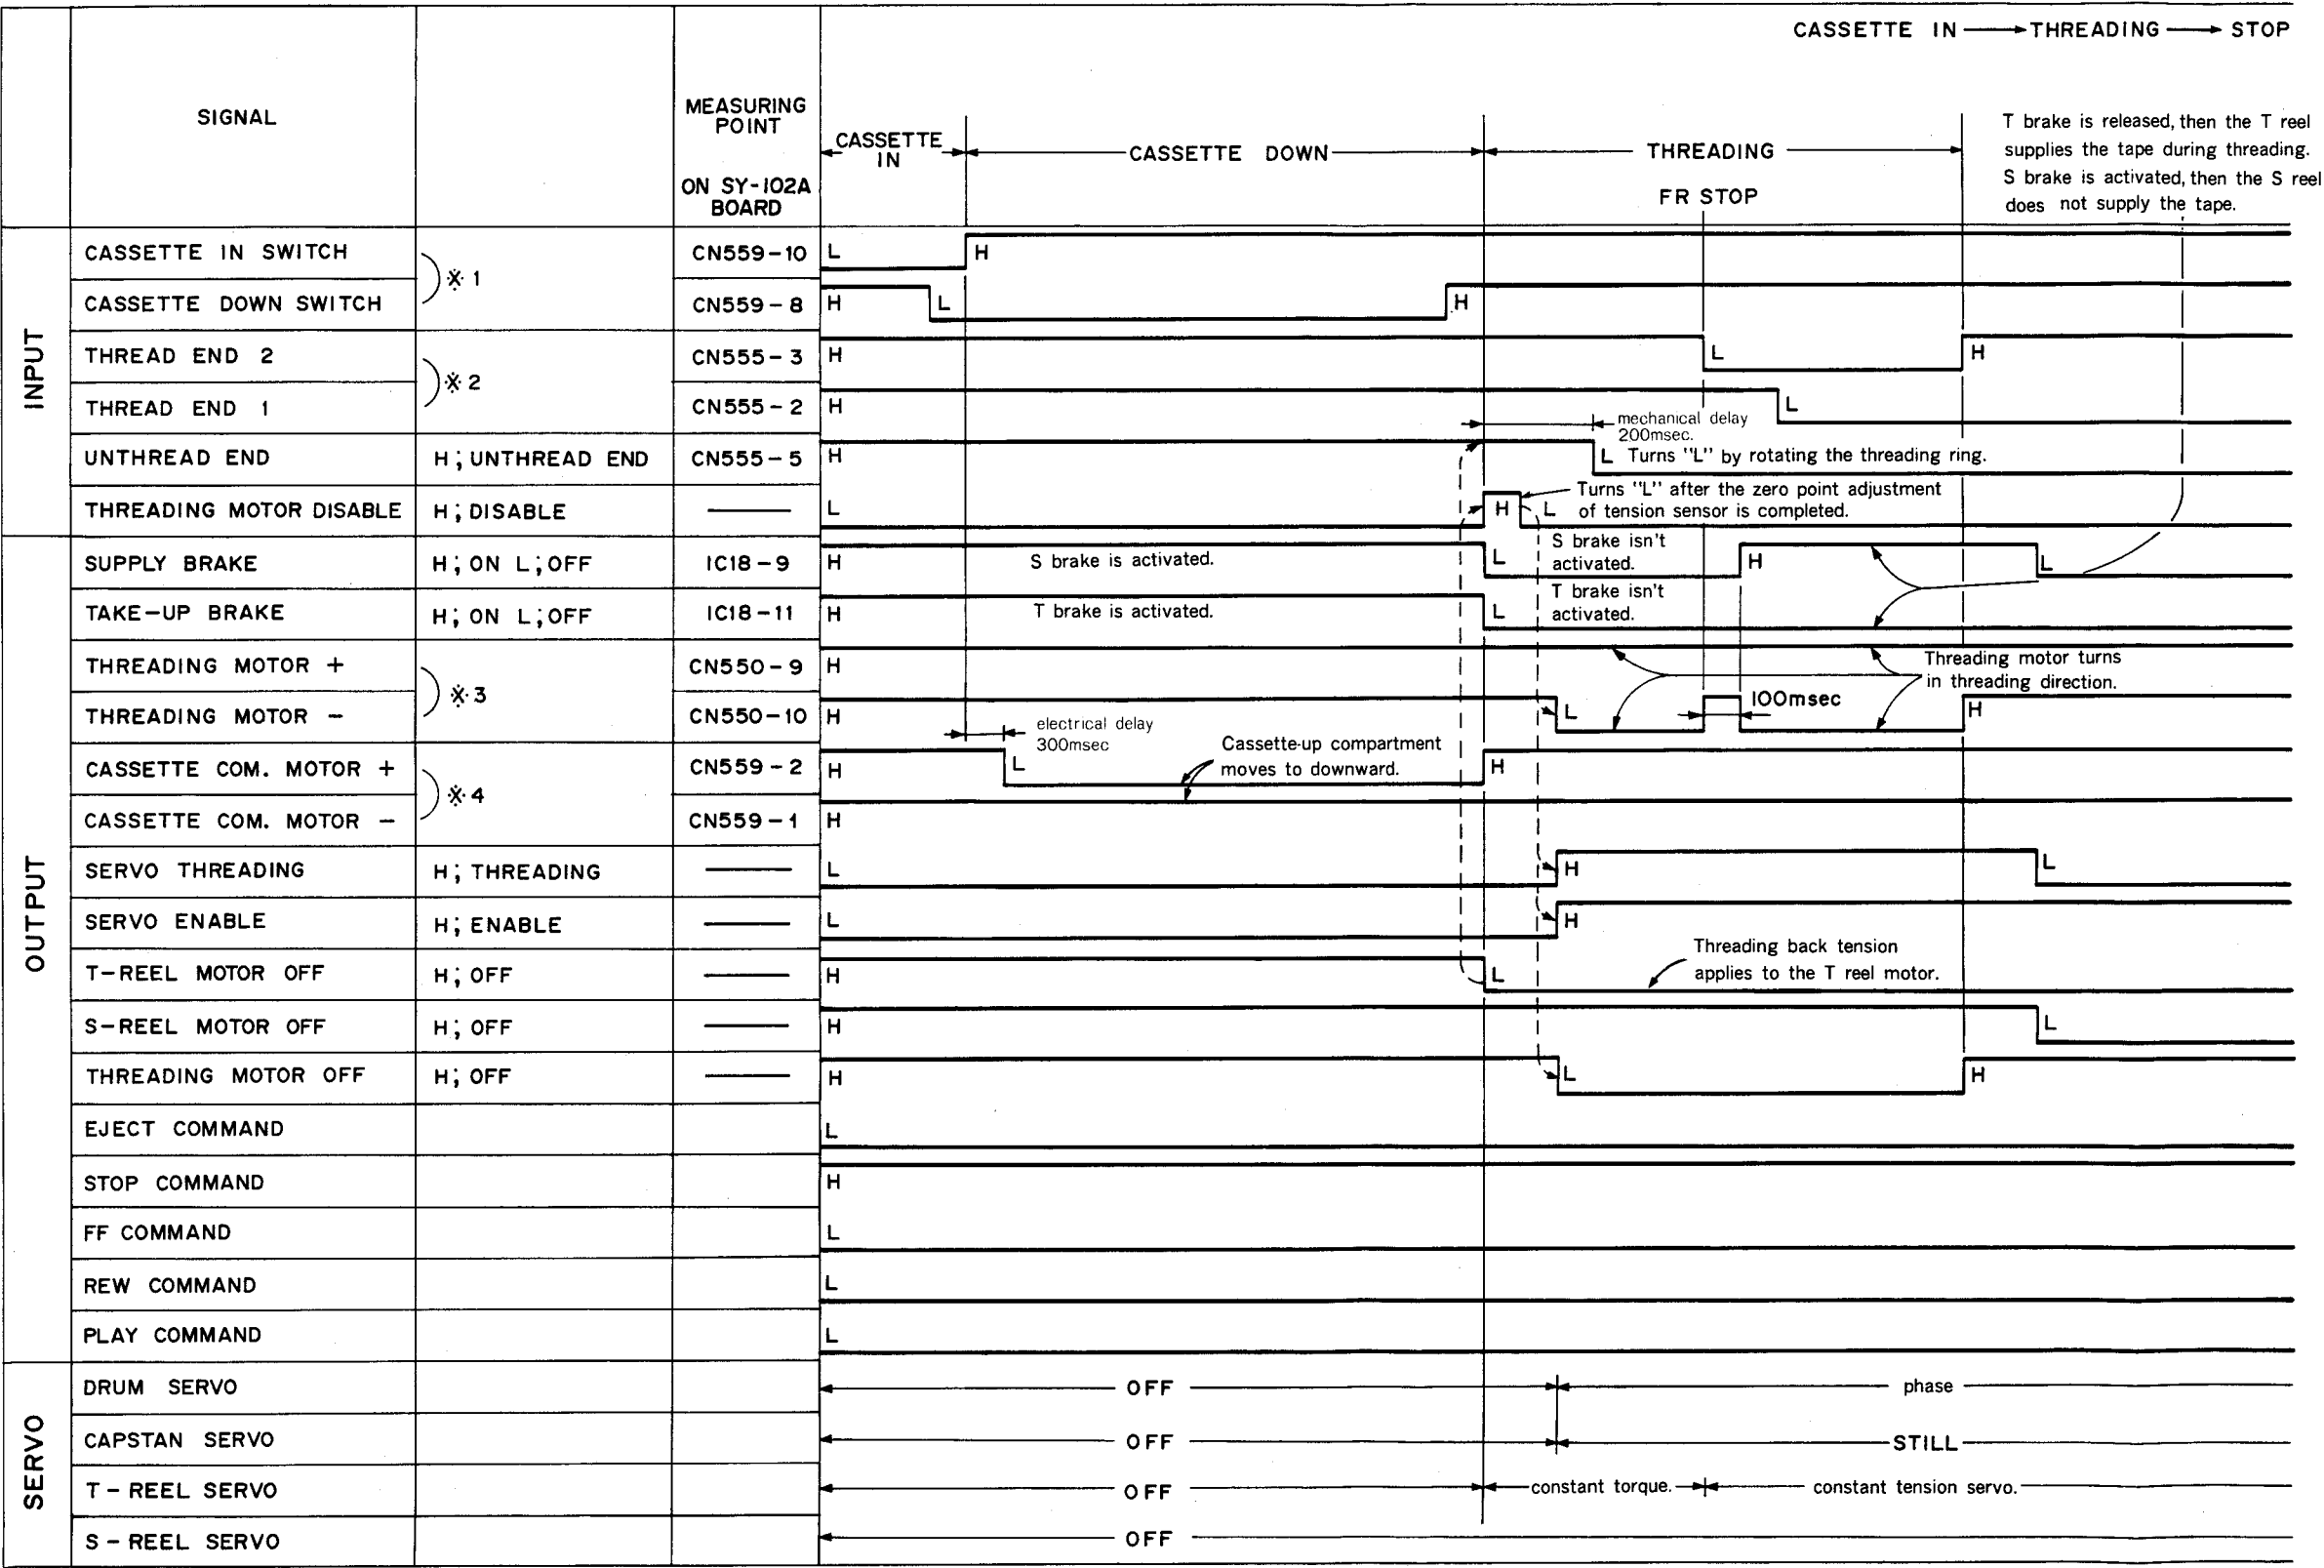 CASSETTE IN → THREADING → STOP
SIGNAL
MEASURING
POINT
ON SY-102A
BOARD
CASSETTE
IN
CASSETTE DOWN
THREADING
FR STOP
T brake is released, then the T reel
supplies the tape during threading.
S brake is activated, then the S reel
does not supply the tape.
INPUT
CASSETTE IN SWITCH
CN559-10 L H
※1
CASSETTE DOWN SWITCH
CN559-8 H L H
THREAD END 2
CN555-3 H L H
※2
THREAD END 1
CN555-2 H L
mechanical delay
200msec.
UNTHREAD END H; UNTHREAD END CN555-5 H L Turns "L" by rotating the threading ring.
THREADING MOTOR DISABLE H; DISABLE L H L
Turns "L" after the zero point adjustment
of tension sensor is completed.
OUTPUT
SUPPLY BRAKE H; ON L; OFF IC18-9 H S brake is activated. L
S brake isn't
activated.
H L
TAKE-UP BRAKE H; ON L; OFF IC18-11 H T brake is activated. L
T brake isn't
activated.
THREADING MOTOR +
CN550-9 H
Threading motor turns
in threading direction.
※3
THREADING MOTOR -
CN550-10 H L 100msec H
electrical delay
300msec
CASSETTE COM. MOTOR +
CN559-2 H L
Cassette-up compartment
moves to downward.
H
※4
CASSETTE COM. MOTOR -
CN559-1 H
SERVO THREADING H; THREADING L H L
SERVO ENABLE H; ENABLE L H
T-REEL MOTOR OFF H; OFF H L
Threading back tension
applies to the T reel motor.
S-REEL MOTOR OFF H; OFF H L
THREADING MOTOR OFF H; OFF H L H
EJECT COMMAND L
STOP COMMAND H
FF COMMAND L
REW COMMAND L
PLAY COMMAND L
SERVO
DRUM SERVO OFF phase
CAPSTAN SERVO OFF STILL
T-REEL SERVO OFF constant torque. constant tension servo.
S-REEL SERVO OFF